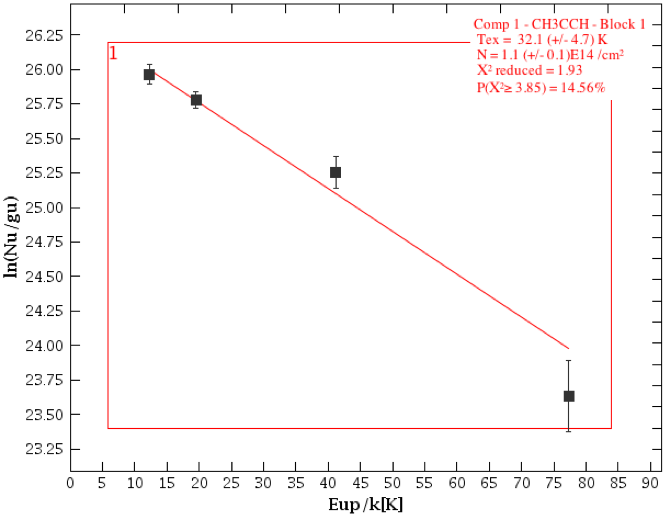 Comp 1 - CH3CCH - Block 1
Tex = 32.1 (+/- 4.7) K
N = 1.1 (+/- 0.1)E14 /cm²
X² reduced = 1.93
P(X²≥ 3.85) = 14.56%
1
26.25
26.00
25.75
25.50
25.25
25.00
24.75
24.50
24.25
24.00
23.75
23.50
23.25
ln(Nu/gu)
0 5 10 15 20 25 30 35 40 45 50 55 60 65 70 75 80 85 90
Eup/k[K]